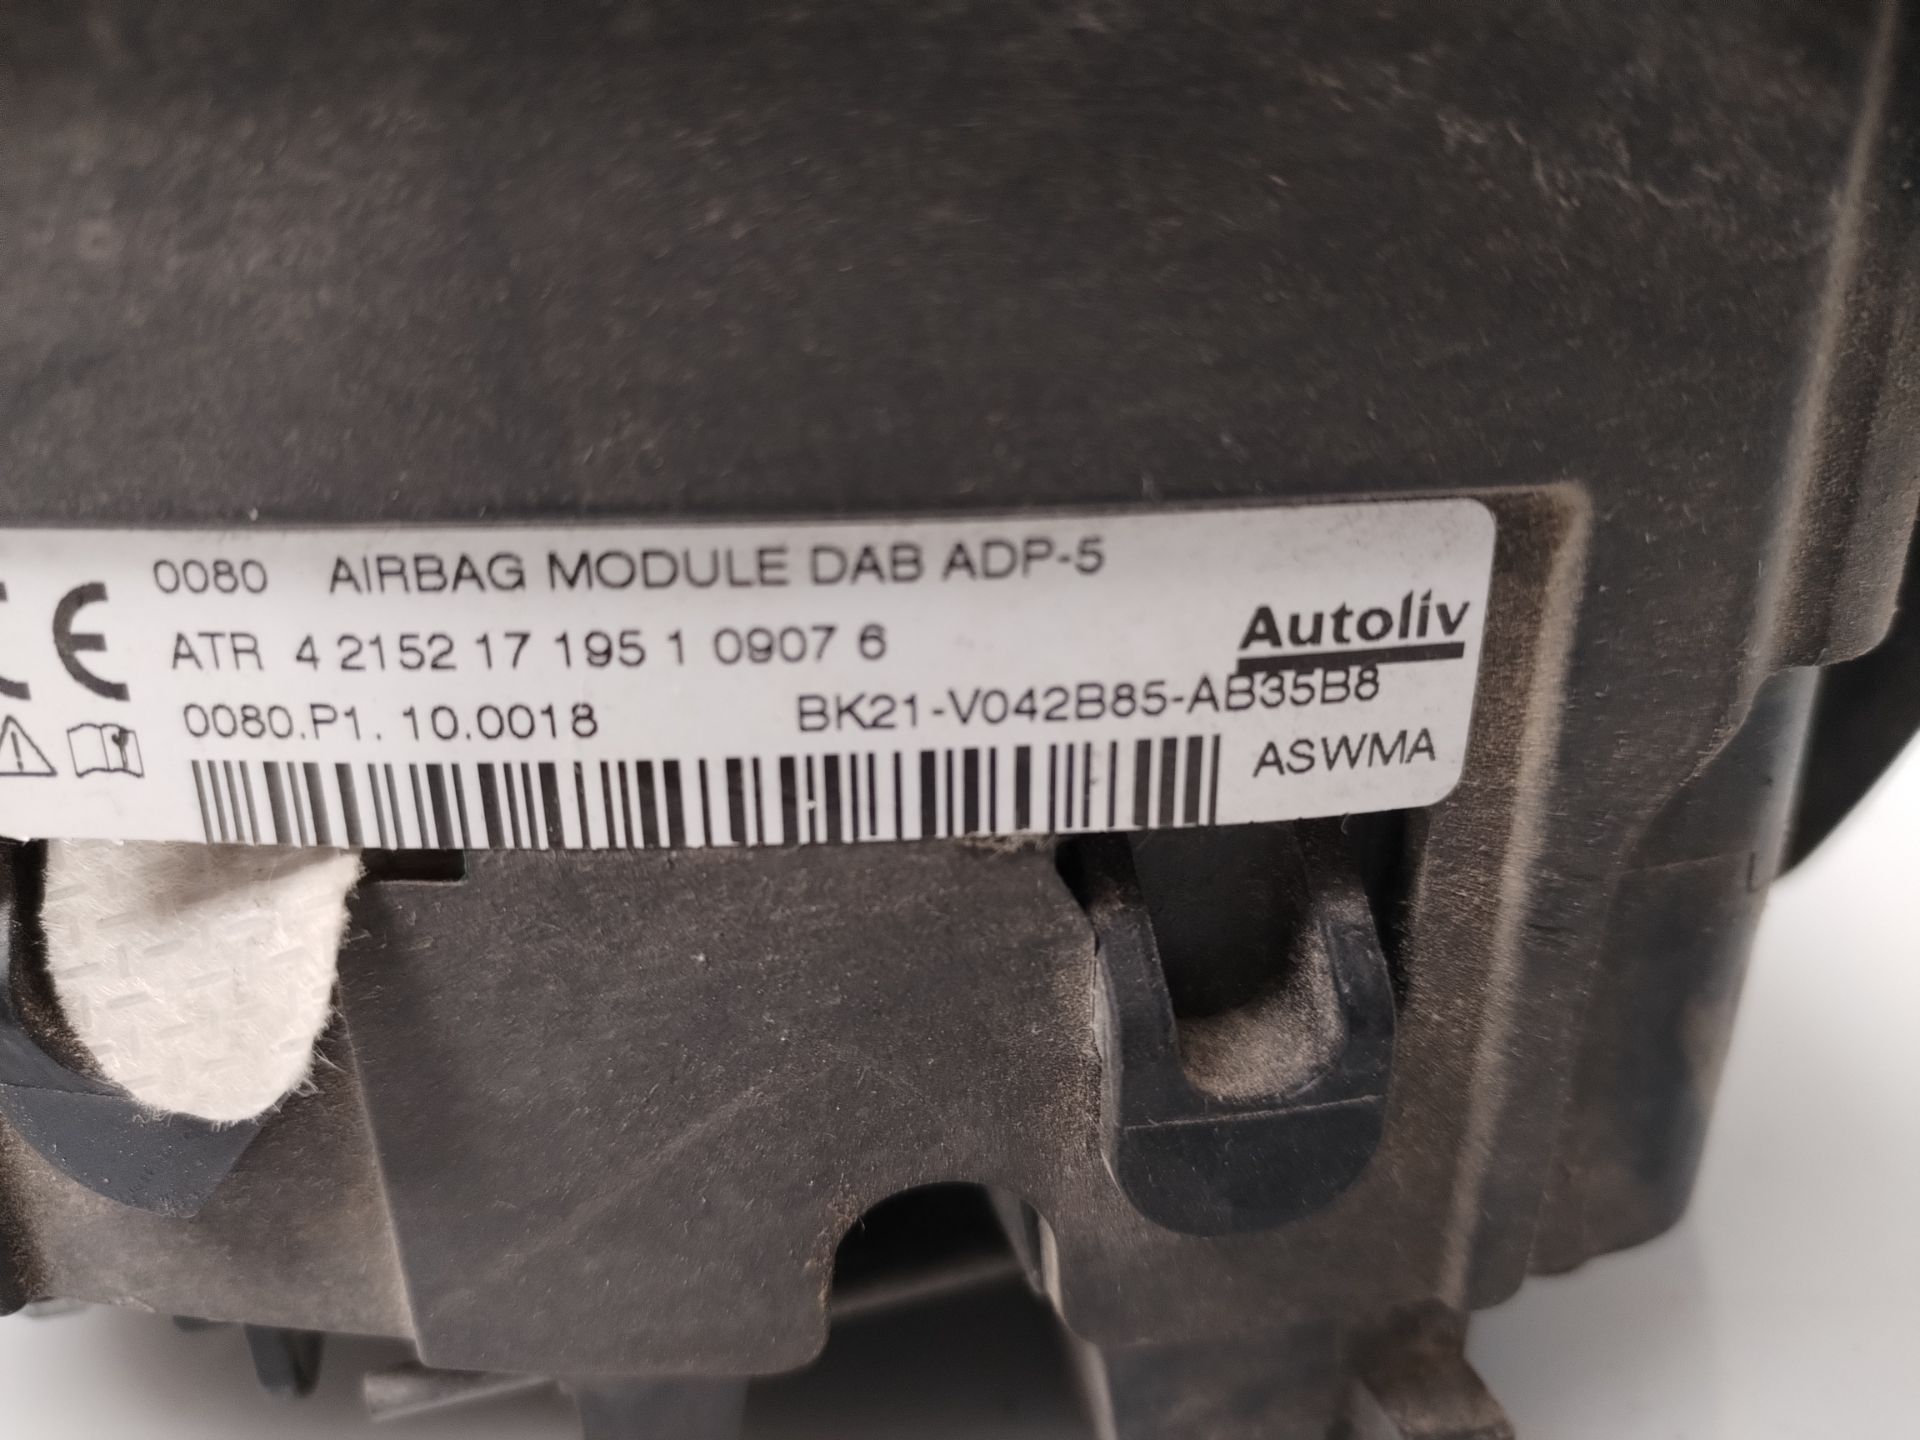 CE 0080 AIRBAG MODULE DAB ADP-5
ATR 4 2152 17 195 1 0907 6
Autoliv
0080.P1. 10.0018 BK21-V042B85-AB35B8
ASWMA